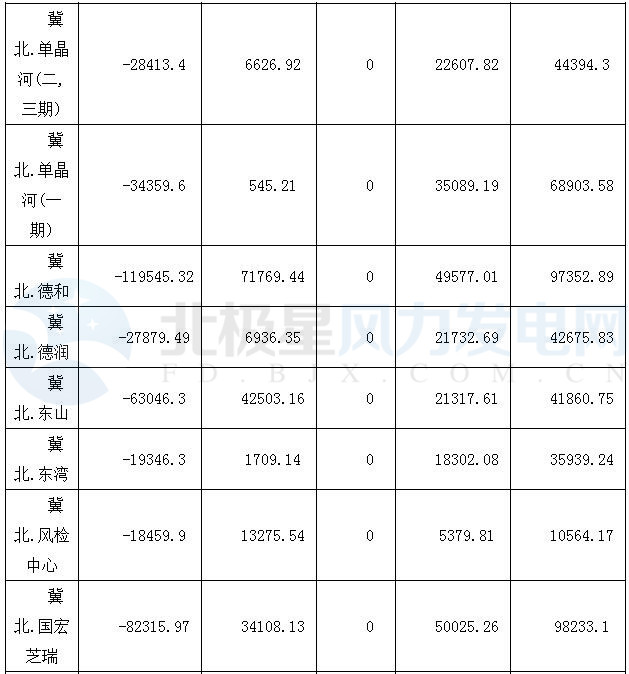 冀
北.单晶
河(二,
三期)
-28413.4 6626.92 0 22607.82 44394.3
冀
北.单晶
河(一
期)
-34359.6 545.21 0 35089.19 68903.58
冀
北.德和
-119545.32 71769.44 0 49577.01 97352.89
冀
北.德润
-27879.49 6936.35 0 21732.69 42675.83
冀
北.东山
-63046.3 42503.16 0 21317.61 41860.75
冀
北.东湾
-19346.3 1709.14 0 18302.08 35939.24
冀
北.风检
中心
-18459.9 13275.54 0 5379.81 10564.17
冀
北.国宏
芝瑞
-82315.97 34108.13 0 50025.26 98233.1
北极星风力发电网
FD.BJX.COM.CN